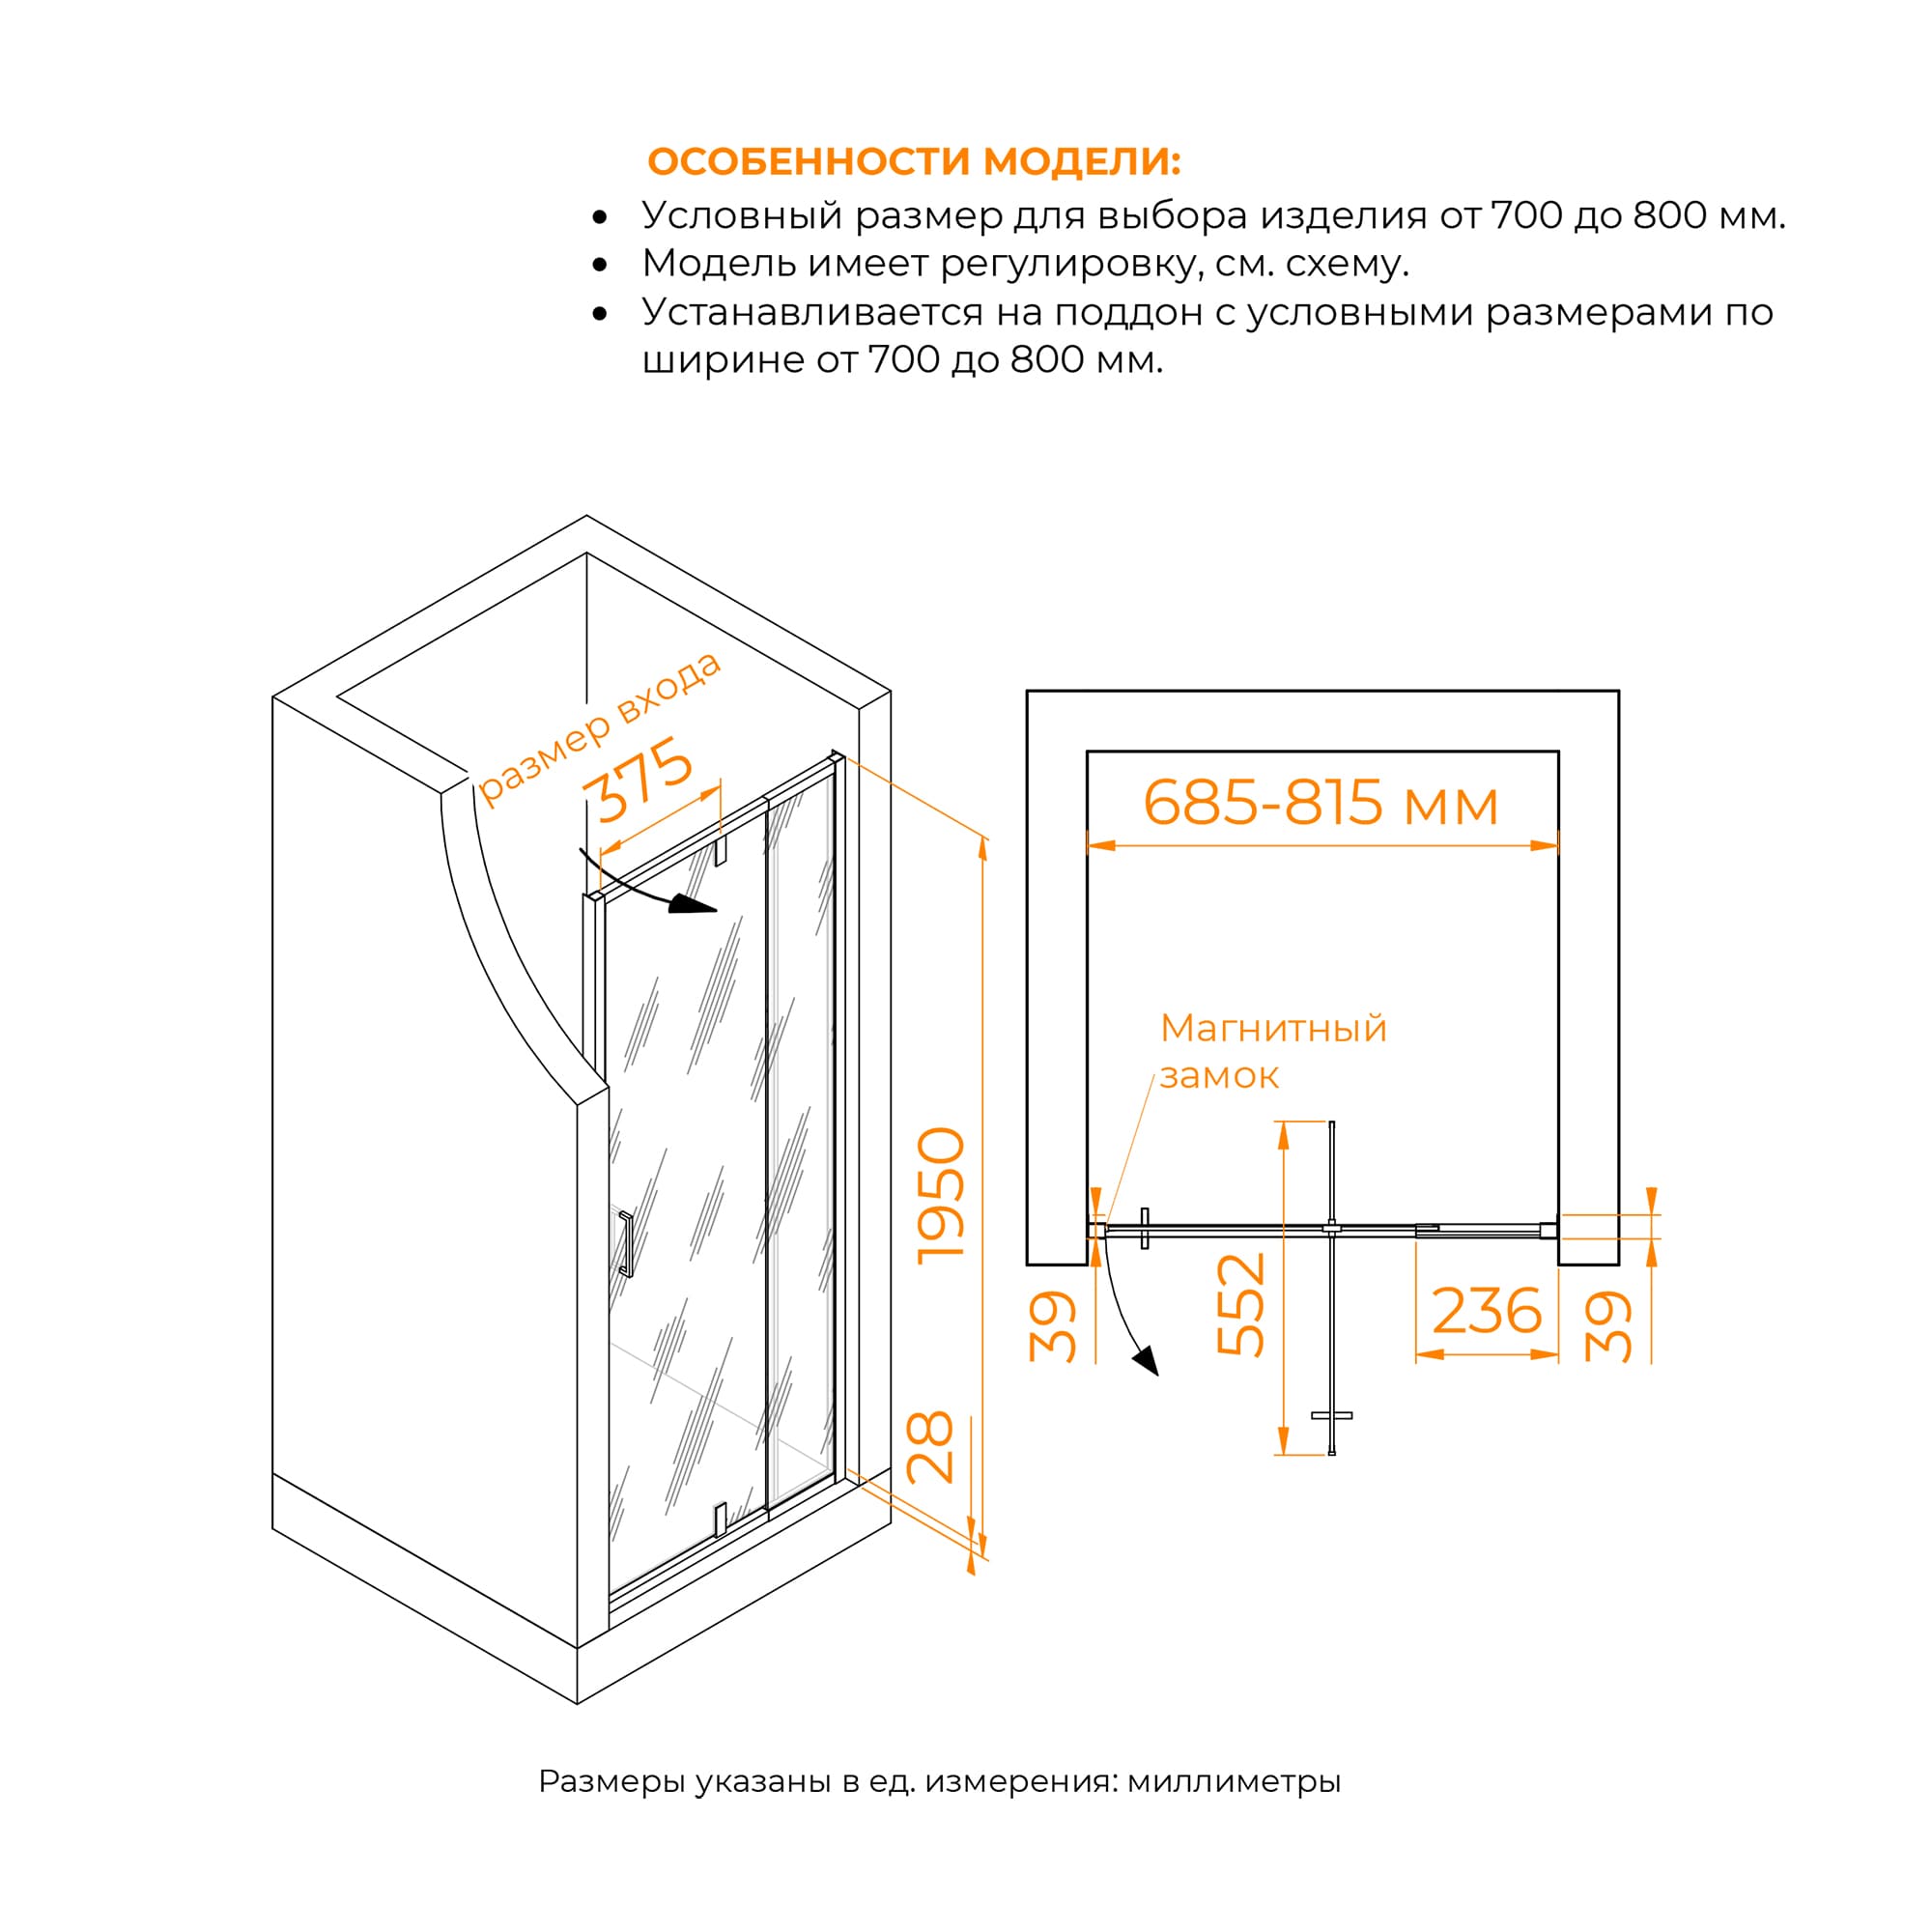 ОСОБЕННОСТИ МОДЕЛИ:
• Условный размер для выбора изделия от 700 до 800 мм.
• Модель имеет регулировку, см. схему.
• Устанавливается на поддон с условными размерами по
ширине от 700 до 800 мм.
размер входа
375
1950
28
685-815 мм
Магнитный
замок
39
552
236
39
Размеры указаны в ед. измерения: миллиметры